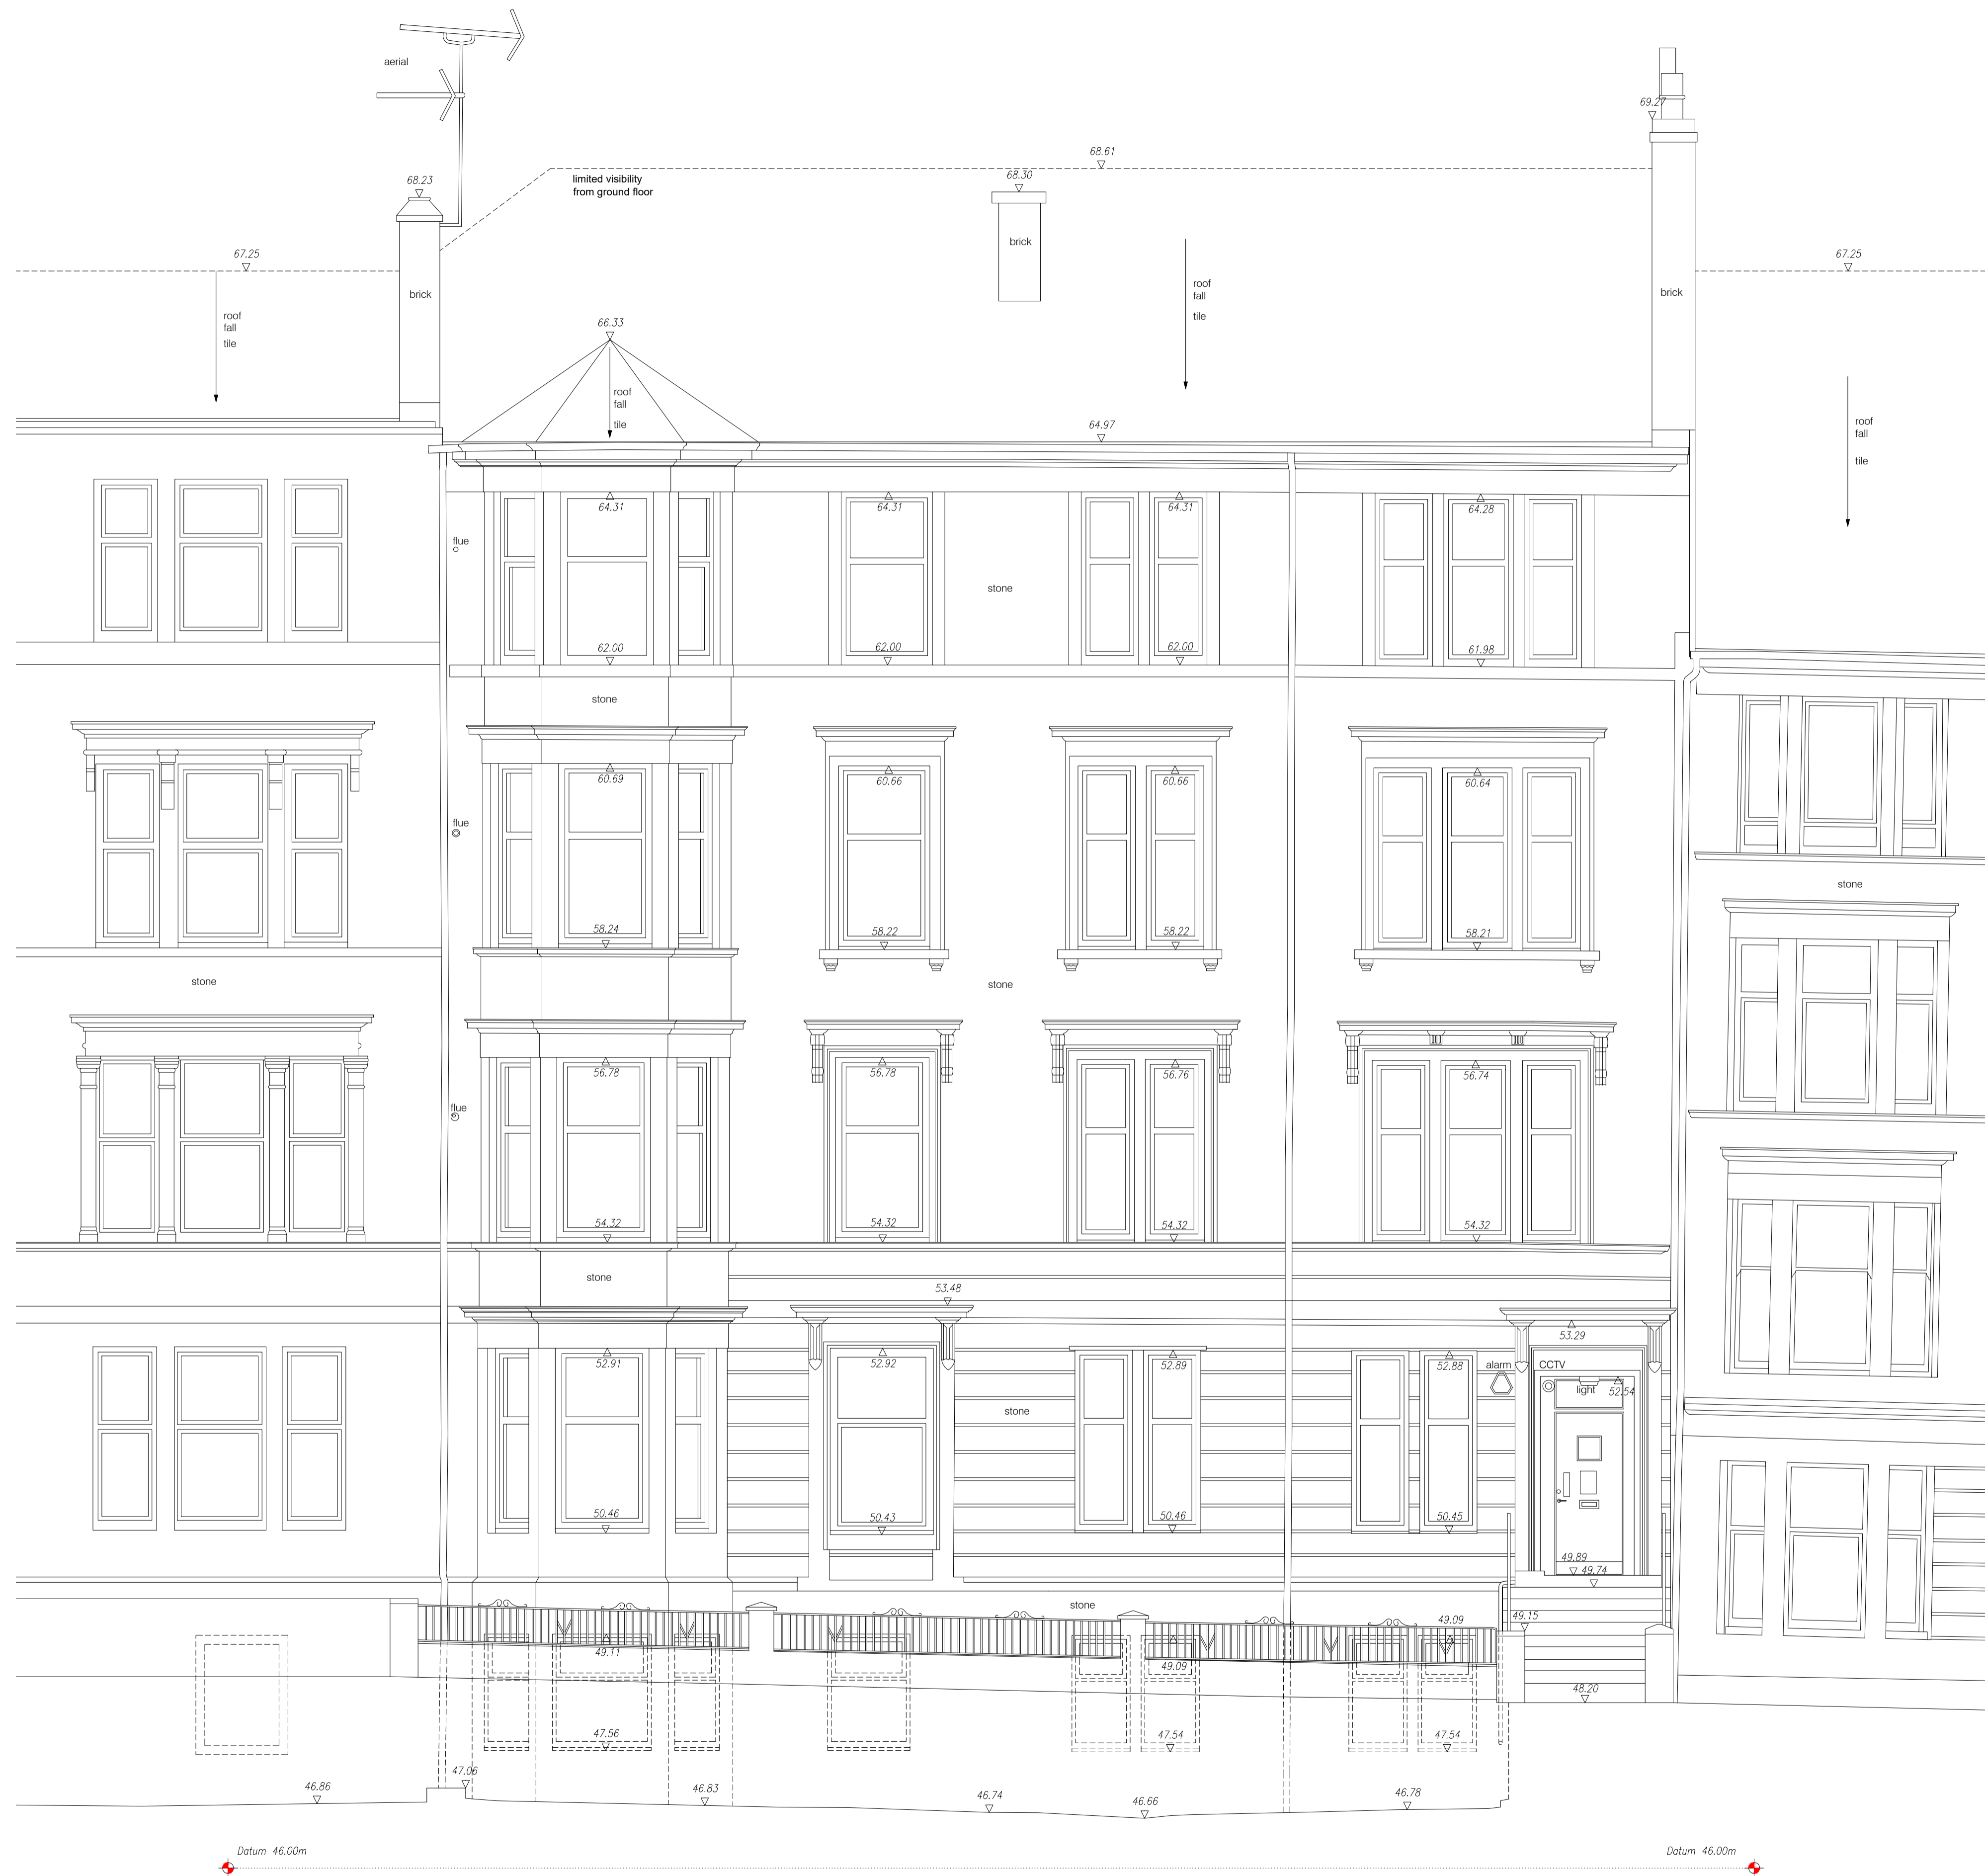 aerial
69.27
68.61
68.23
limited visibility
from ground floor
68.30
brick
67.25
67.25
brick
brick
roof
fall
tile
roof
fall
tile
66.33
roof
fall
tile
64.97
roof
fall
tile
64.31
64.31
64.31
64.28
flue
stone
62.00
62.00
62.00
61.98
stone
60.69
60.66
60.66
60.64
flue
stone
58.24
58.22
58.22
58.21
stone
stone
56.78
56.78
56.76
56.74
flue
54.32
54.32
54.32
54.32
stone
53.48
53.29
52.91
52.92
52.89
52.88
alarm
CCTV
light
52.54
stone
50.46
50.43
50.46
50.45
49.89
49.74
stone
49.09
49.15
49.11
49.09
48.20
47.56
47.54
47.54
47.06
46.86
46.83
46.74
46.66
46.78
Datum 46.00m
Datum 46.00m